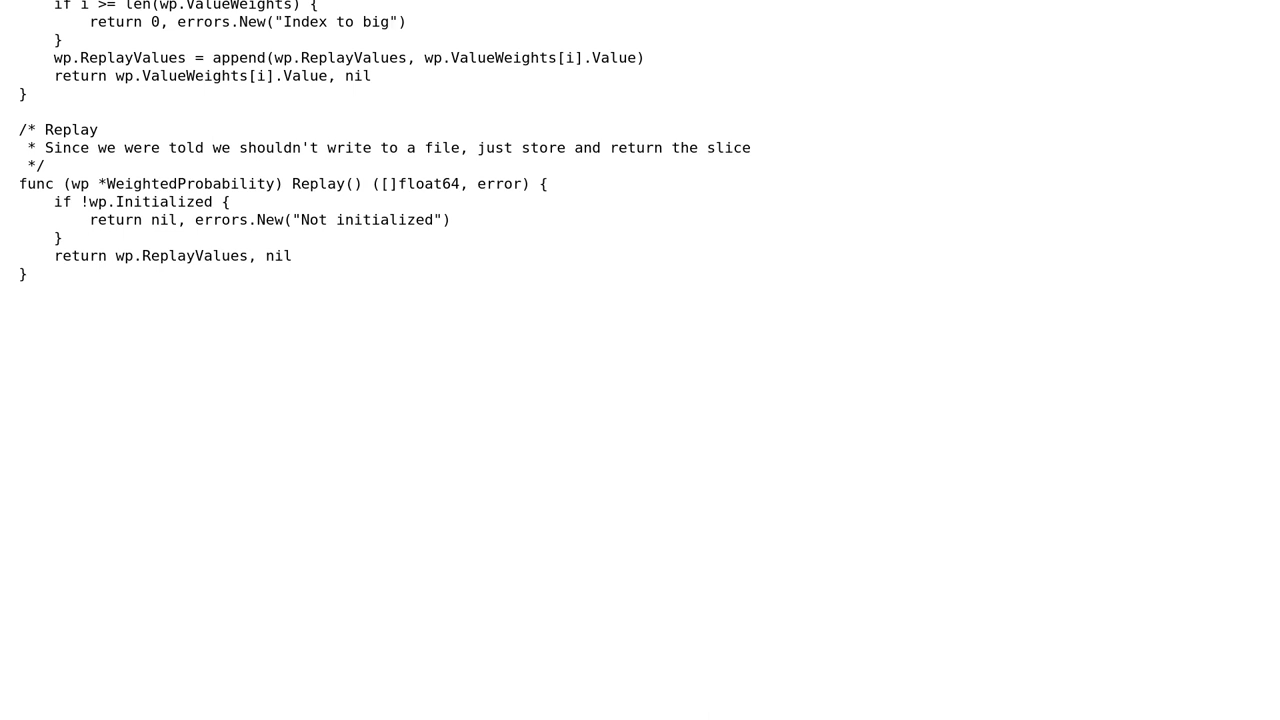 if i >= len(wp.ValueWeights) {
return 0, errors.New("Index to big")
}
wp.ReplayValues = append(wp.ReplayValues, wp.ValueWeights[i].Value)
return wp.ValueWeights[i].Value, nil
}
/* Replay
* Since we were told we shouldn't write to a file, just store and return the slice
*/
func (wp *WeightedProbability) Replay() ([]float64, error) {
if !wp.Initialized {
return nil, errors.New("Not initialized")
}
return wp.ReplayValues, nil
}